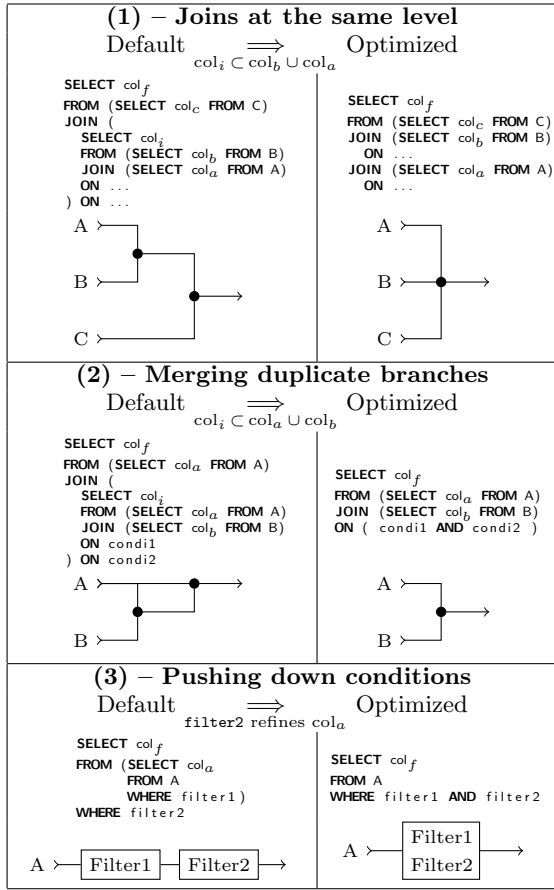 (1) – Joins at the same level
Default ⟹ Optimized
col_i ⊂ col_b ∪ col_a
SELECT col_f
FROM (SELECT col_c FROM C)
JOIN (
SELECT col_i
FROM (SELECT col_b FROM B)
JOIN (SELECT col_a FROM A)
ON ...
) ON ...
A
B
C
SELECT col_f
FROM (SELECT col_c FROM C)
JOIN (SELECT col_b FROM B)
ON ...
JOIN (SELECT col_a FROM A)
ON ...
A
B
C
(2) – Merging duplicate branches
Default ⟹ Optimized
col_i ⊂ col_a ∪ col_b
SELECT col_f
FROM (SELECT col_a FROM A)
JOIN (
SELECT col_i
FROM (SELECT col_a FROM A)
JOIN (SELECT col_b FROM B)
ON condi1
) ON condi2
A
B
SELECT col_f
FROM (SELECT col_a FROM A)
JOIN (SELECT col_b FROM B)
ON ( condi1 AND condi2 )
A
B
(3) – Pushing down conditions
Default ⟹ Optimized
filter2 refines col_a
SELECT col_f
FROM (SELECT col_a
FROM A
WHERE filter1)
WHERE filter2
A Filter1 Filter2
SELECT col_f
FROM A
WHERE filter1 AND filter2
A
Filter1
Filter2